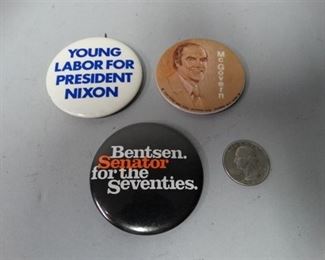 YOUNG
LABOR FOR
PRESIDENT
NIXON
McGovern
Bentsen.
Senator
for the
Seventies.